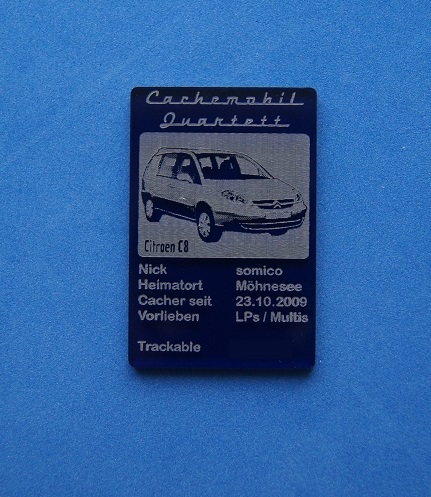 Cachemobil
Quartett
Citroen C8
Nick somico
Heimatort Möhnesee
Cacher seit 23.10.2009
Vorlieben LPs / Multis
Trackable